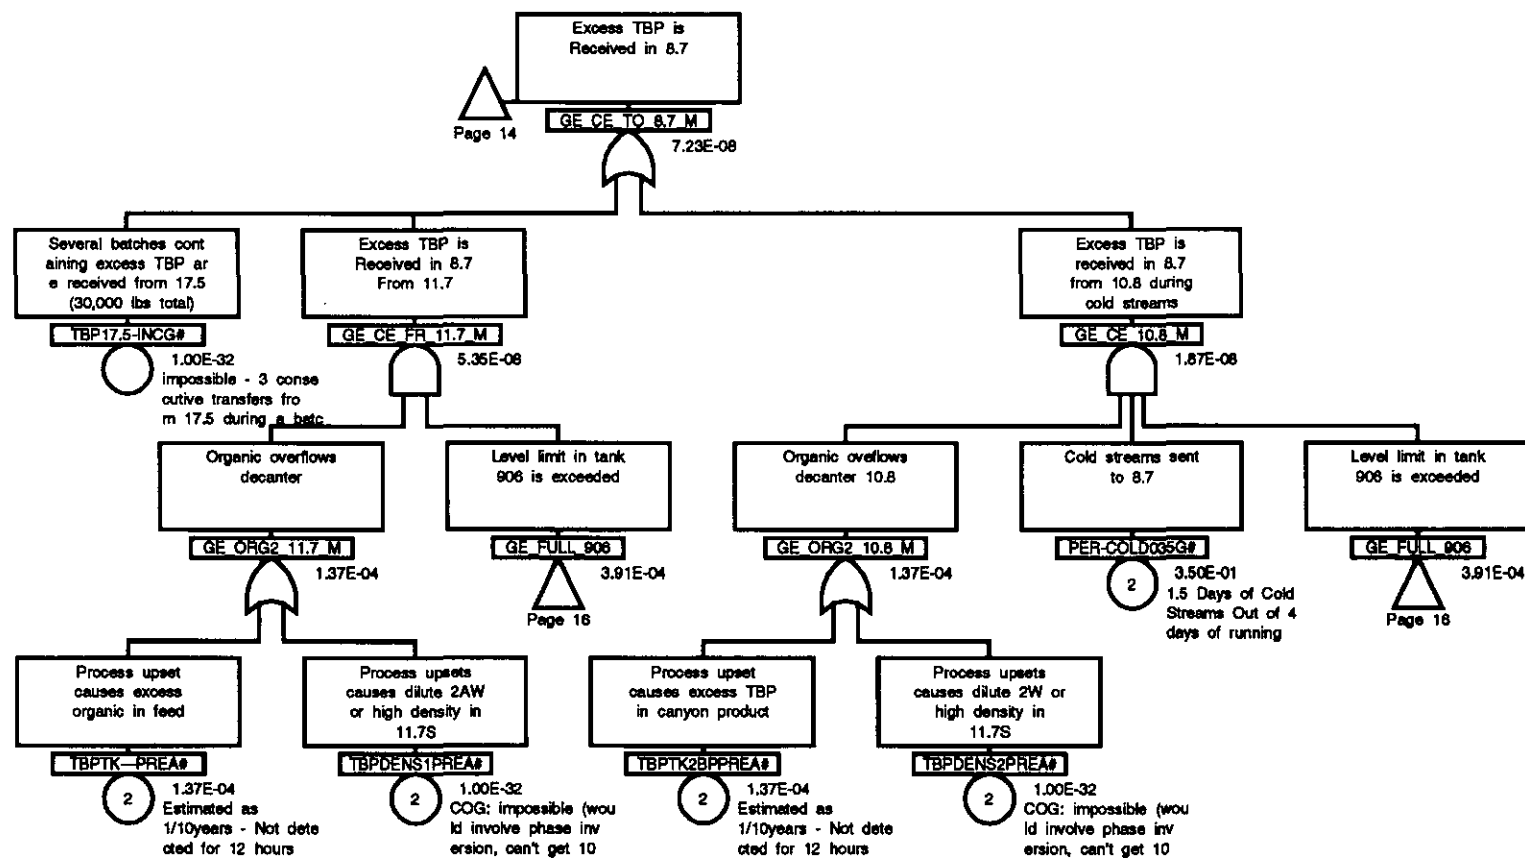 Excess TBP is
Received in 8.7
Page 14
GE_CE_TO_8.7_M
7.23E-08
Several batches cont
aining excess TBP ar
e received from 17.5
(30,000 lbs total)
TBP17.5-INCG#
1.00E-32
impossible - 3 conse
cutive transfers fro
m 17.5 during a batc
Excess TBP is
Received in 8.7
From 11.7
GE_CE_FR_11.7_M
5.35E-08
Excess TBP is
received in 8.7
from 10.8 during
cold streams
GE_CE_10.8_M
1.87E-08
Organic overflows
decanter
GE_ORG2_11.7_M
1.37E-04
Level limit in tank
906 is exceeded
GE_FULL_906
3.91E-04
Page 16
Organic oveflows
decanter 10.8
GE_ORG2_10.8_M
1.37E-04
Cold streams sent
to 8.7
PER-COLD035G#
2
3.50E-01
1.5 Days of Cold
Streams Out of 4
days of running
Level limit in tank
906 is exceeded
GE_FULL_906
3.91E-04
Page 16
Process upset
causes excess
organic in feed
TBPTK—PREA#
2
1.37E-04
Estimated as
1/10years - Not dete
cted for 12 hours
Process upsets
causes dilute 2AW
or high density in
11.7S
TBPDENS1PREA#
2
1.00E-32
COG: impossible (wou
ld involve phase inv
ersion, can't get 10
Process upset
causes excess TBP
in canyon product
TBPTK2BPPREA#
2
1.37E-04
Estimated as
1/10years - Not dete
cted for 12 hours
Process upsets
causes dilute 2W or
high density in
11.7S
TBPDENS2PREA#
2
1.00E-32
COG: impossible (wou
ld involve phase inv
ersion, can't get 10